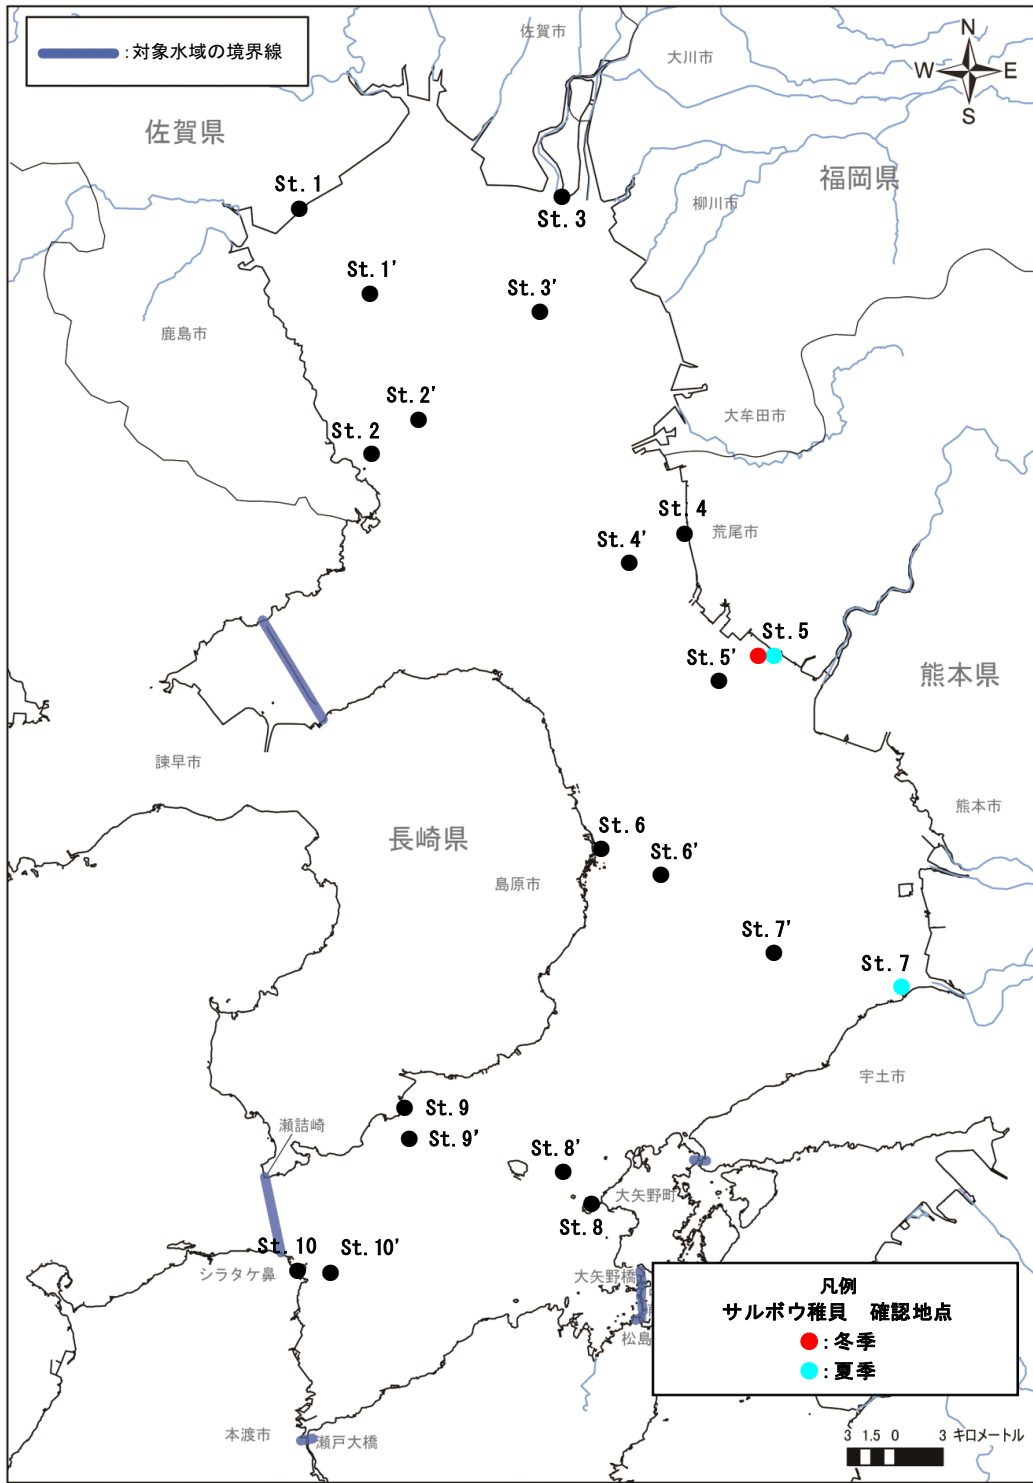 :対象水域の境界線
佐賀市
大川市
N
W
E
S
佐賀県
福岡県
柳川市
St. 1
St. 3
St. 1'
St. 3'
鹿島市
St. 2'
St. 2
大牟田市
St. 4
荒尾市
St. 4'
St. 5
St. 5'
熊本県
諫早市
熊本市
長崎県
St. 6
St. 6'
島原市
St. 7'
St. 7
宇土市
St. 9
瀬詰崎
St. 9'
St. 8'
大矢野町
St. 8
St. 10
St. 10'
シラタケ鼻
大矢野橋
凡例
サルボウ稚貝 確認地点
:冬季
:夏季
松島
本渡市
瀬戸大橋
3 1.5 0 3 キロメートル